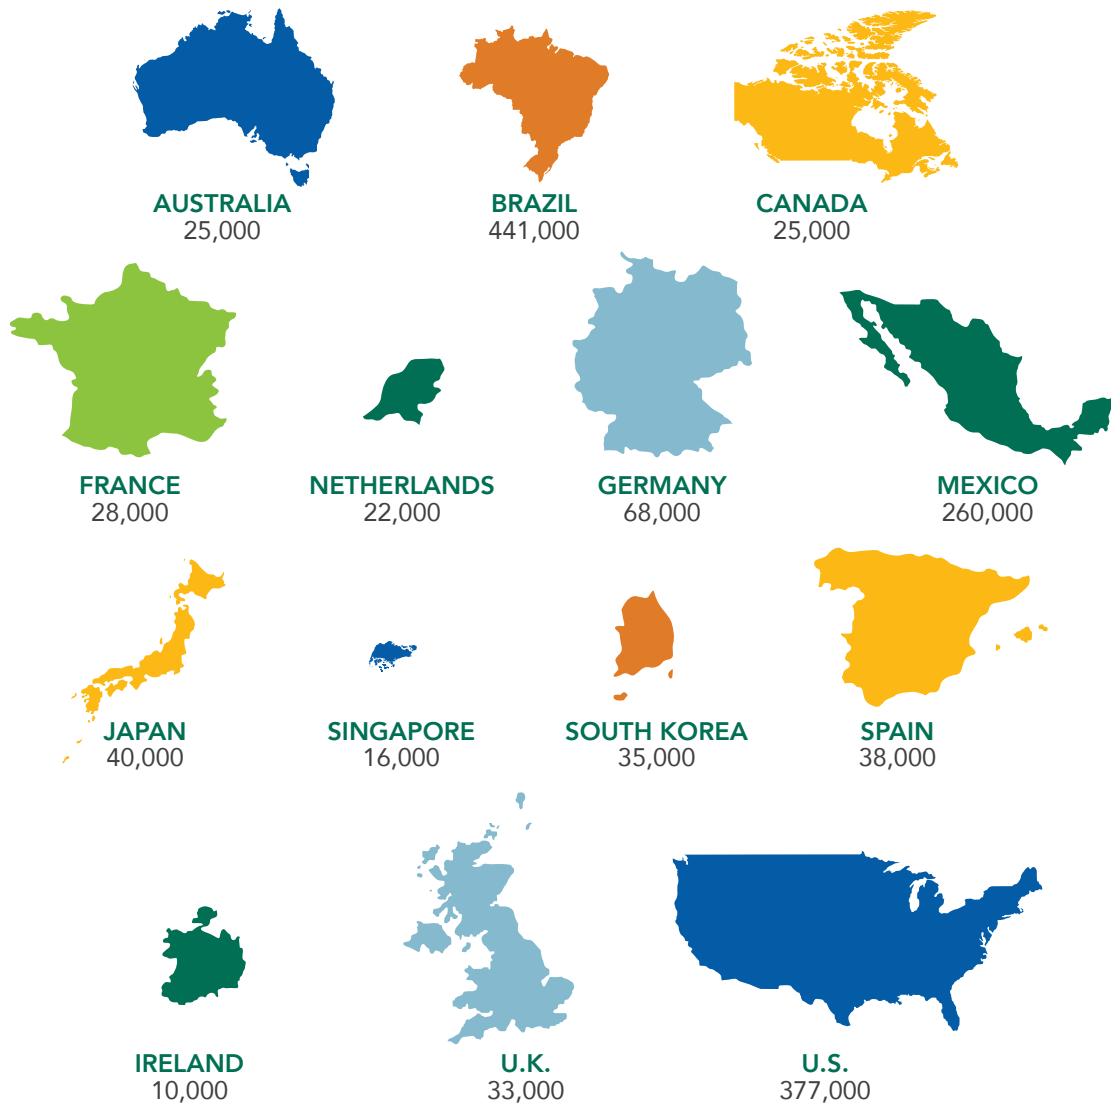 AUSTRALIA
25,000
BRAZIL
441,000
CANADA
25,000
FRANCE
28,000
NETHERLANDS
22,000
GERMANY
68,000
MEXICO
260,000
JAPAN
40,000
SINGAPORE
16,000
SOUTH KOREA
35,000
SPAIN
38,000
IRELAND
10,000
U.K.
33,000
U.S.
377,000